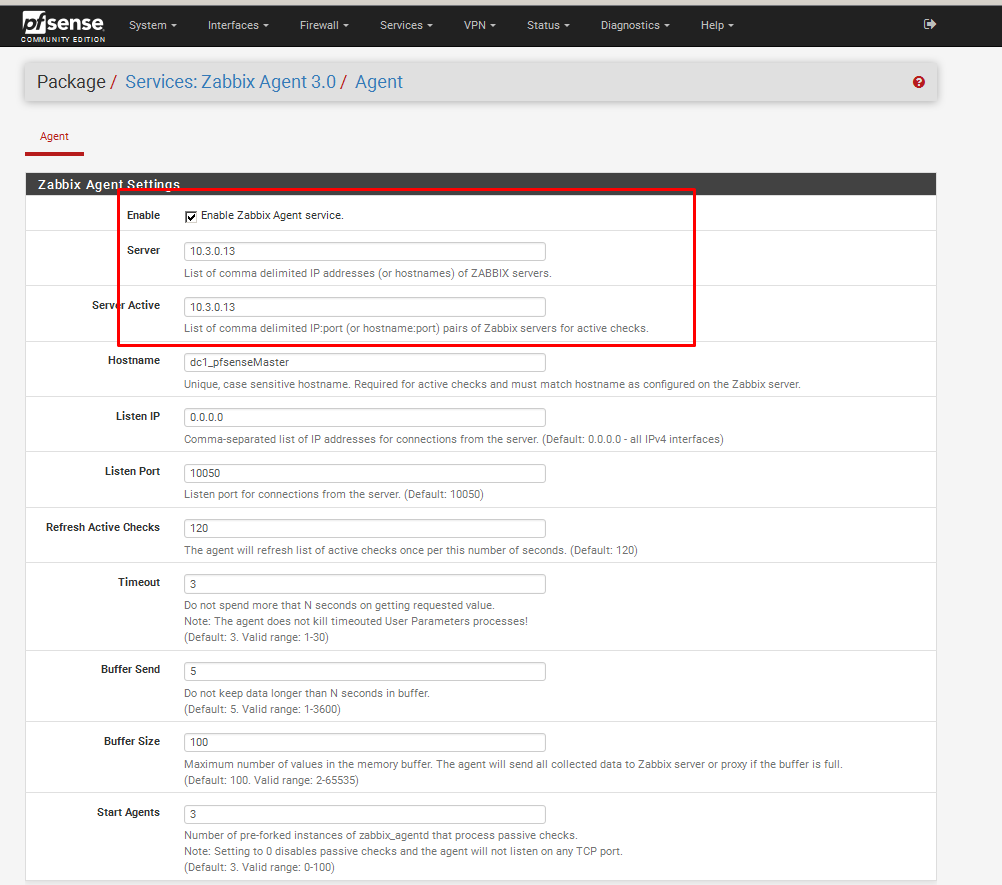 pfsense
COMMUNITY EDITION
System Interfaces Firewall Services VPN Status Diagnostics Help
Package / Services: Zabbix Agent 3.0 / Agent
?
Agent
Zabbix Agent Settings
Enable Enable Zabbix Agent service.
Server 10.3.0.13
List of comma delimited IP addresses (or hostnames) of ZABBIX servers.
Server Active 10.3.0.13
List of comma delimited IP:port (or hostname:port) pairs of Zabbix servers for active checks.
Hostname dc1_pfsenseMaster
Unique, case sensitive hostname. Required for active checks and must match hostname as configured on the Zabbix server.
Listen IP 0.0.0.0
Comma-separated list of IP addresses for connections from the server. (Default: 0.0.0.0 - all IPv4 interfaces)
Listen Port 10050
Listen port for connections from the server. (Default: 10050)
Refresh Active Checks 120
The agent will refresh list of active checks once per this number of seconds. (Default: 120)
Timeout 3
Do not spend more that N seconds on getting requested value.
Note: The agent does not kill timeouted User Parameters processes!
(Default: 3. Valid range: 1-30)
Buffer Send 5
Do not keep data longer than N seconds in buffer.
(Default: 5. Valid range: 1-3600)
Buffer Size 100
Maximum number of values in the memory buffer. The agent will send all collected data to Zabbix server or proxy if the buffer is full.
(Default: 100. Valid range: 2-65535)
Start Agents 3
Number of pre-forked instances of zabbix_agentd that process passive checks.
Note: Setting to 0 disables passive checks and the agent will not listen on any TCP port.
(Default: 3. Valid range: 0-100)